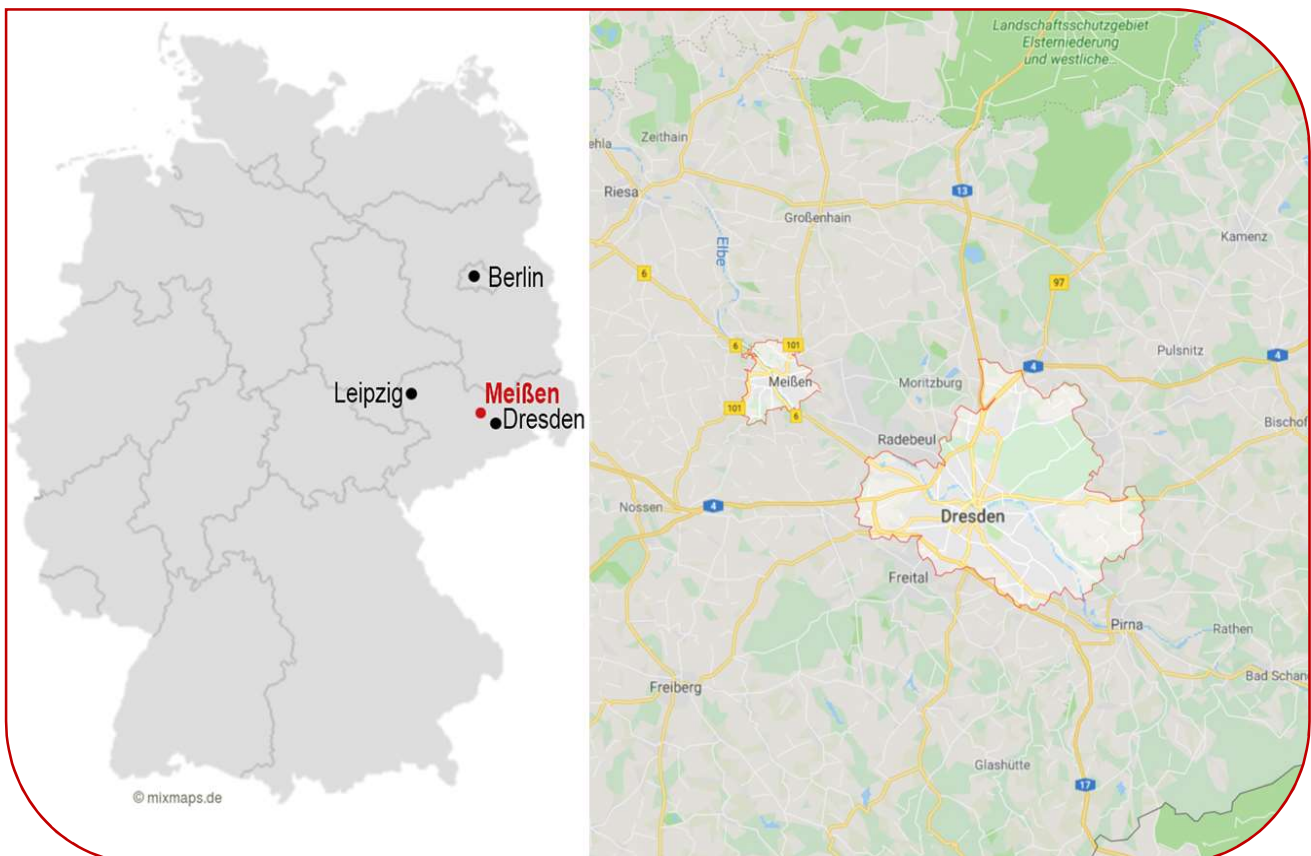 Berlin
Leipzig
Meißen
Dresden
© mixmaps.de
Landschaftsschutzgebiet
Elsterniederung
und westliche...
Zeithain
ehla
Riesa
13
Großenhain
Kamenz
Elbe
6
97
6
101
Pulsnitz
4
4
Meißen
Moritzburg
101
6
Bischof
Radebeul
Nossen
4
Dresden
Freital
Pirna
Rathen
Bad Schan
Freiberg
Glashütte
17